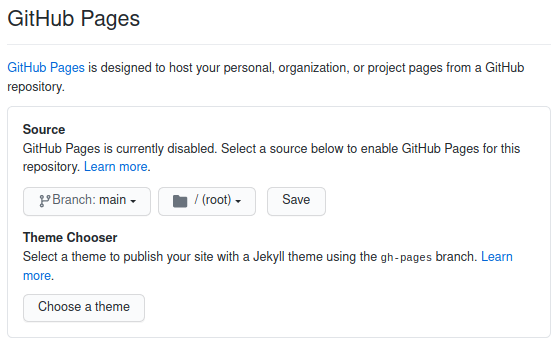 GitHub Pages
GitHub Pages is designed to host your personal, organization, or project pages from a GitHub
repository.
Source
GitHub Pages is currently disabled. Select a source below to enable GitHub Pages for this
repository. Learn more.
Branch: main / (root) Save
Theme Chooser
Select a theme to publish your site with a Jekyll theme using the gh-pages branch. Learn
more.
Choose a theme